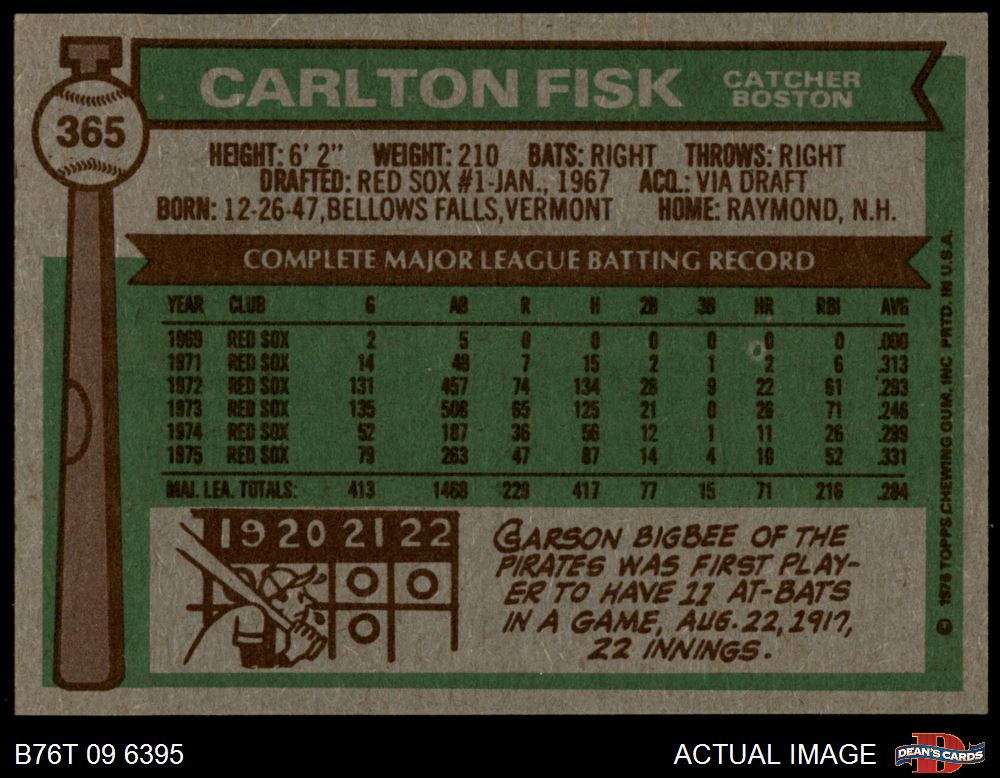 CARLTON FISK
CATCHER
BOSTON
365
HEIGHT: 6' 2" WEIGHT: 210 BATS: RIGHT THROWS: RIGHT
DRAFTED: RED SOX #1-JAN., 1967 ACQ.: VIA DRAFT
BORN: 12-26-47, BELLOWS FALLS, VERMONT HOME: RAYMOND, N.H.
COMPLETE MAJOR LEAGUE BATTING RECORD
YEAR CLUB G AB R H 2B 3B HR RBI AVG
1969 RED SOX 2 5 0 0 0 0 0 0 .000
1971 RED SOX 14 48 7 15 2 1 2 6 .313
1972 RED SOX 131 457 74 134 28 9 22 61 .293
1973 RED SOX 135 508 65 125 21 0 26 71 .246
1974 RED SOX 52 187 36 56 12 1 11 26 .299
1975 RED SOX 79 263 47 87 14 4 10 52 .331
MAJ. LEA. TOTALS: 413 1468 229 417 77 15 71 216 .284
19 20 21 22
CARSON BIGBEE OF THE
PIRATES WAS FIRST PLAY-
ER TO HAVE 11 AT-BATS
IN A GAME, AUG. 22, 1917,
22 INNINGS.
© 1976 TOPPS CHEWING GUM, INC PRTD. IN U.S.A.
B76T 09 6395
ACTUAL IMAGE
D
DEAN'S CARDS